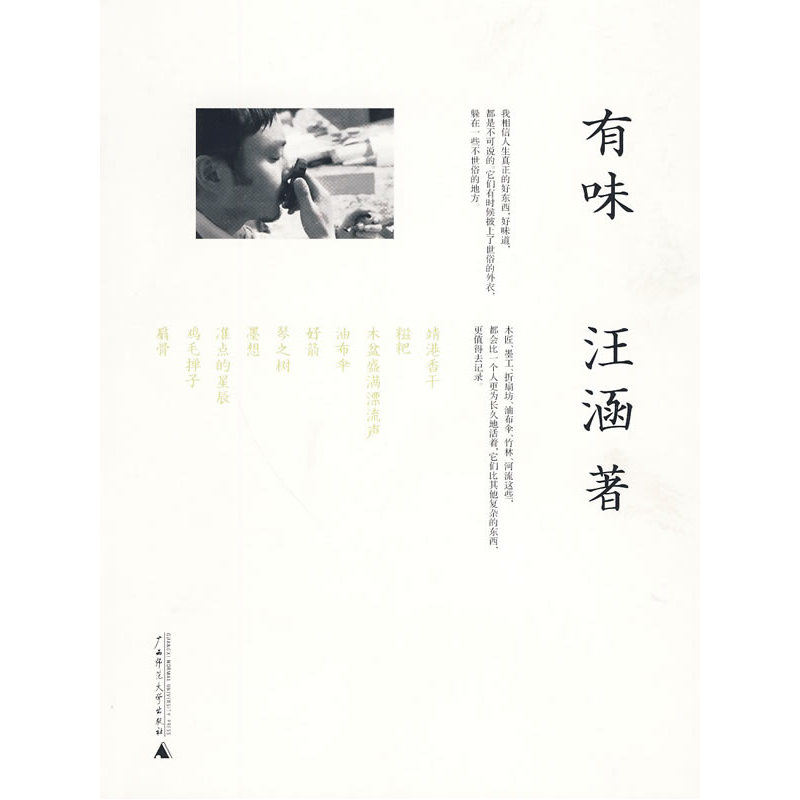 有味
汪涵 著
我相信人生真正的好东西、好味道，
都是不可说的，它们有时候披上了世俗的外衣，
躲在一些不世俗的地方。
木匠、墨工、折扇坊、油布伞、竹林、河流这些，
都会比一个人更为长久地活着，它们比其他复杂的东西，
更值得去记录。
靖港香干
糍粑
木盆盛满漂流声
油布伞
好箭
琴之树
墨想
准点的星辰
鸡毛掸子
扇骨
广西师范大学出版社
GUANGXI NORMAL UNIVERSITY PRESS